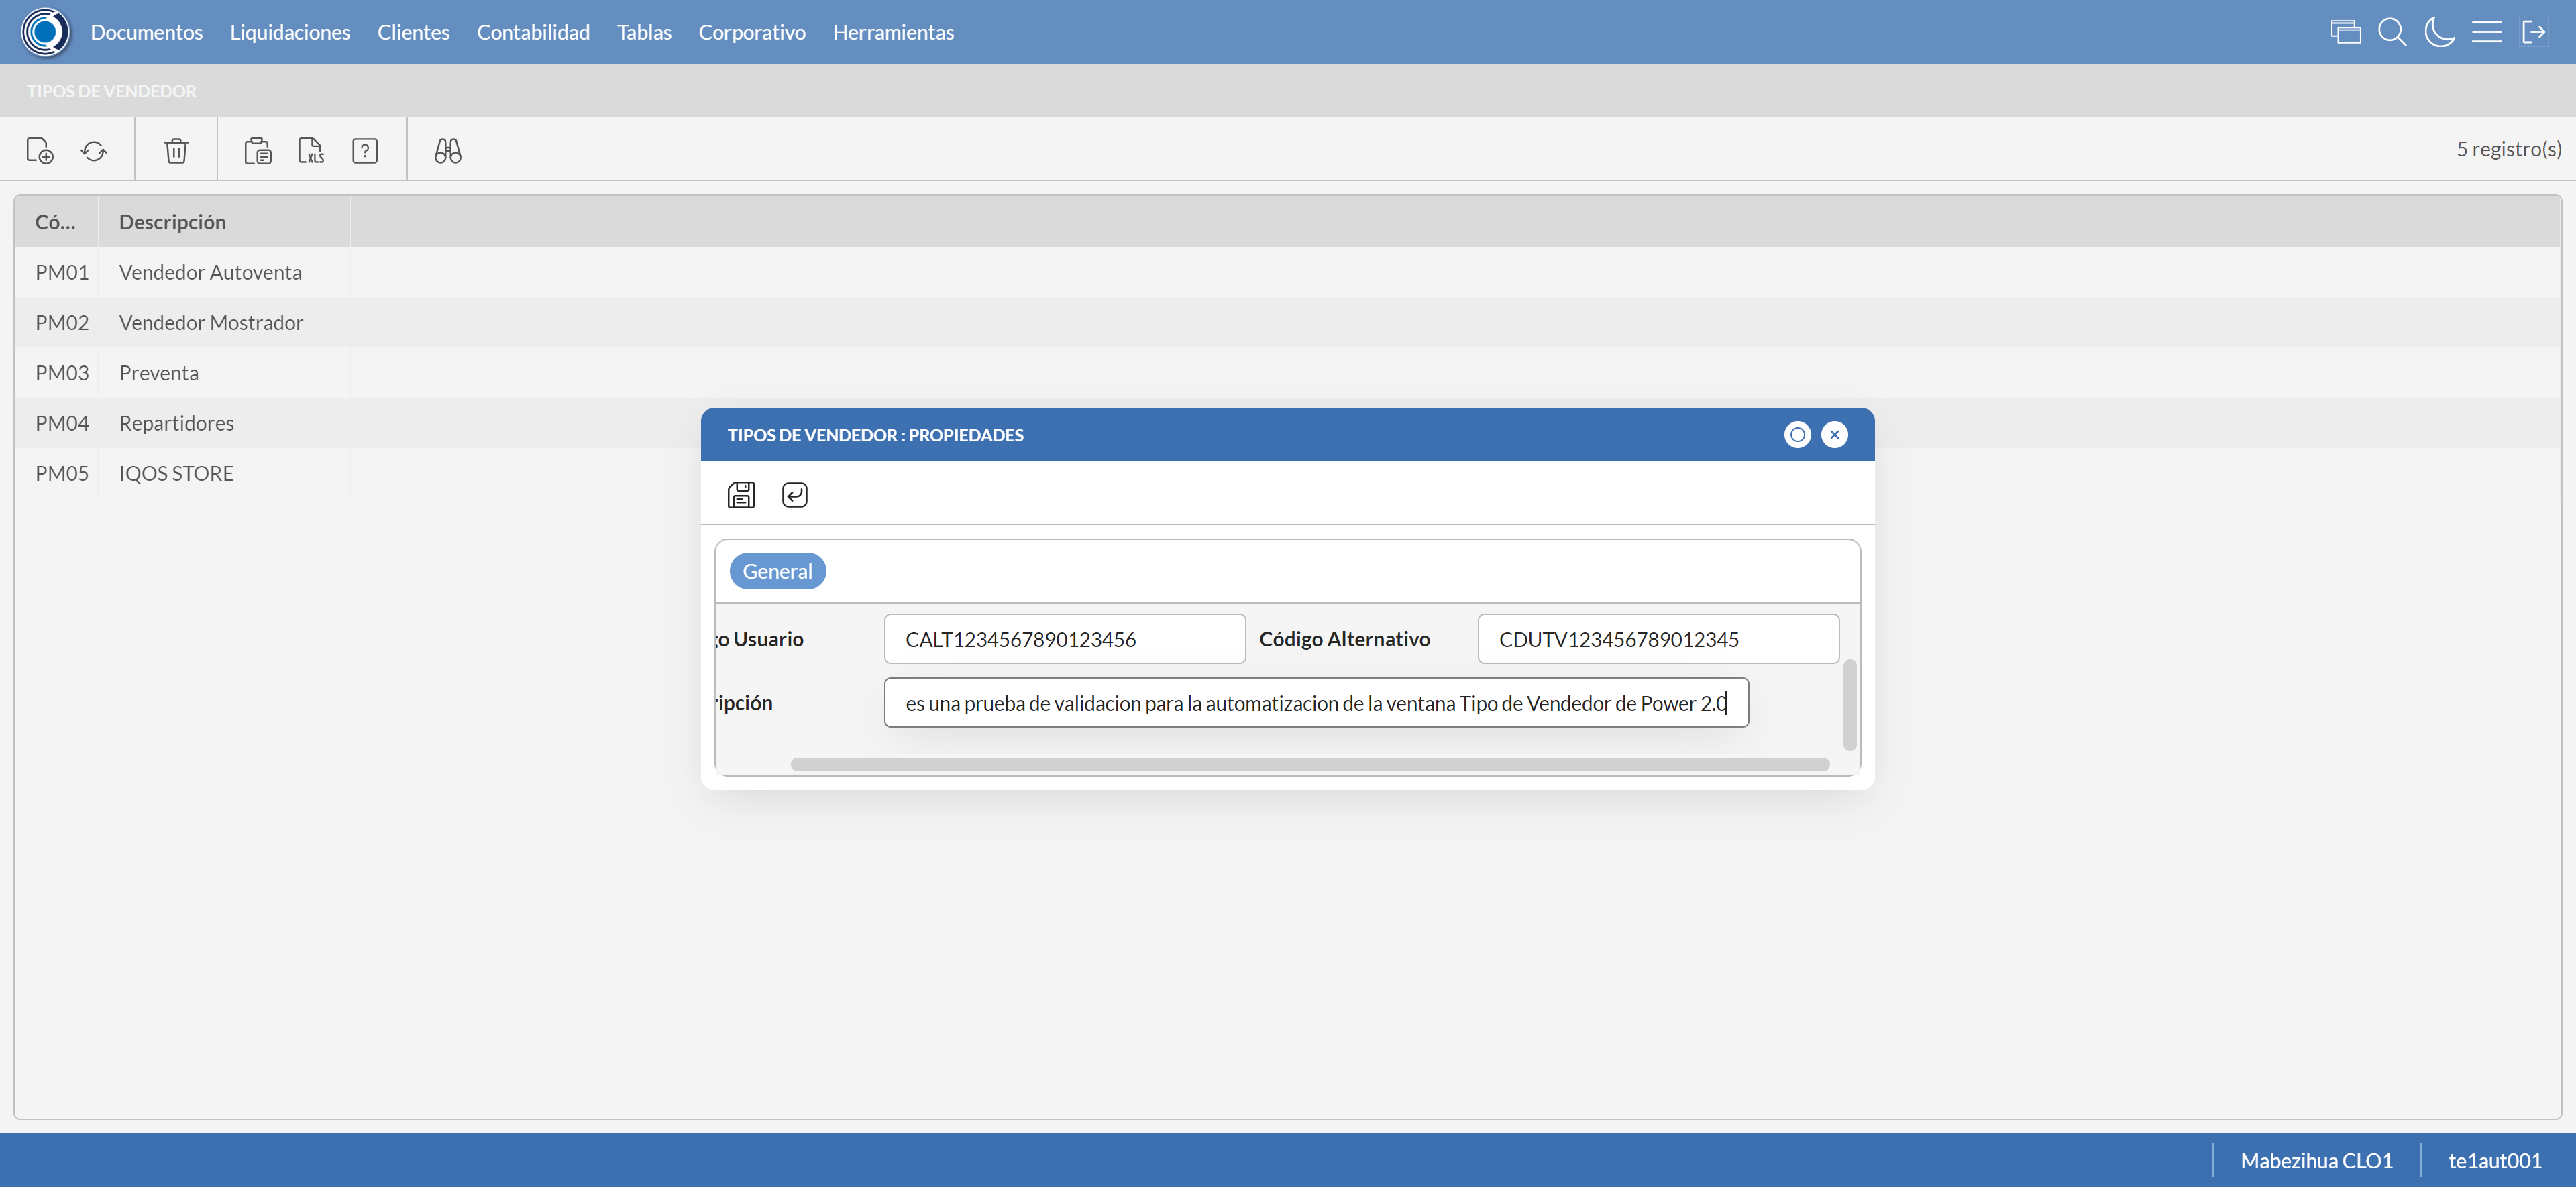 Documentos Liquidaciones Clientes Contabilidad Tablas Corporativo Herramientas
TIPOS DE VENDEDOR
XLS ? 5 registro(s)
Có... Descripción
PM01 Vendedor Autoventa
PM02 Vendedor Mostrador
PM03 Preventa
PM04 Repartidores
PM05 IQOS STORE
TIPOS DE VENDEDOR : PROPIEDADES
General
o Usuario CALT1234567890123456 Código Alternativo CDUTV123456789012345
ipción es una prueba de validacion para la automatizacion de la ventana Tipo de Vendedor de Power 2.0
Mabezihua CLO1 te1aut001